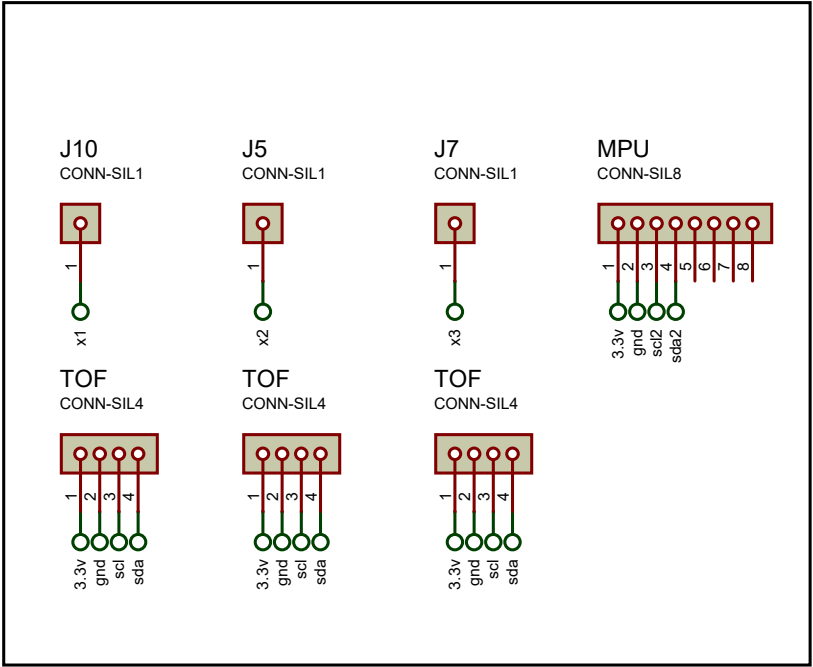 J10
CONN-SIL1
1
x1
J5
CONN-SIL1
1
x2
J7
CONN-SIL1
1
x3
MPU
CONN-SIL8
1 2 3 4 5 6 7 8
3.3v gnd scl2 sda2
TOF
CONN-SIL4
1 2 3 4
3.3v gnd scl sda
TOF
CONN-SIL4
1 2 3 4
3.3v gnd scl sda
TOF
CONN-SIL4
1 2 3 4
3.3v gnd scl sda